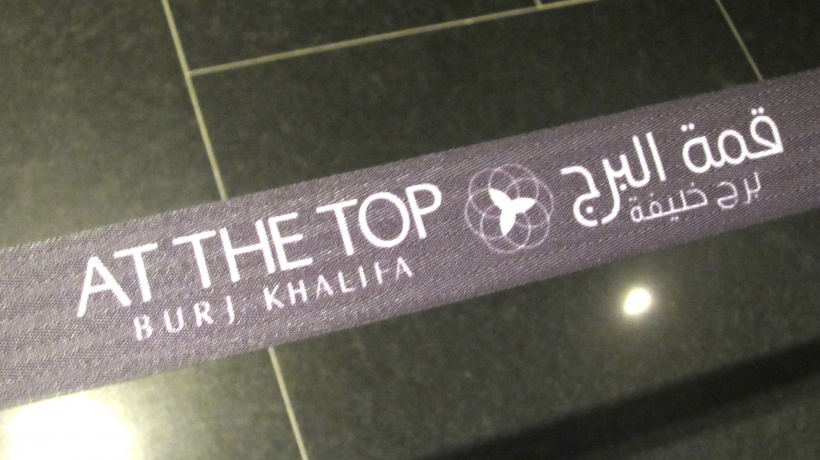 AT THE TOP
BURJ KHALIFA
قمة البرج
برج خليفة